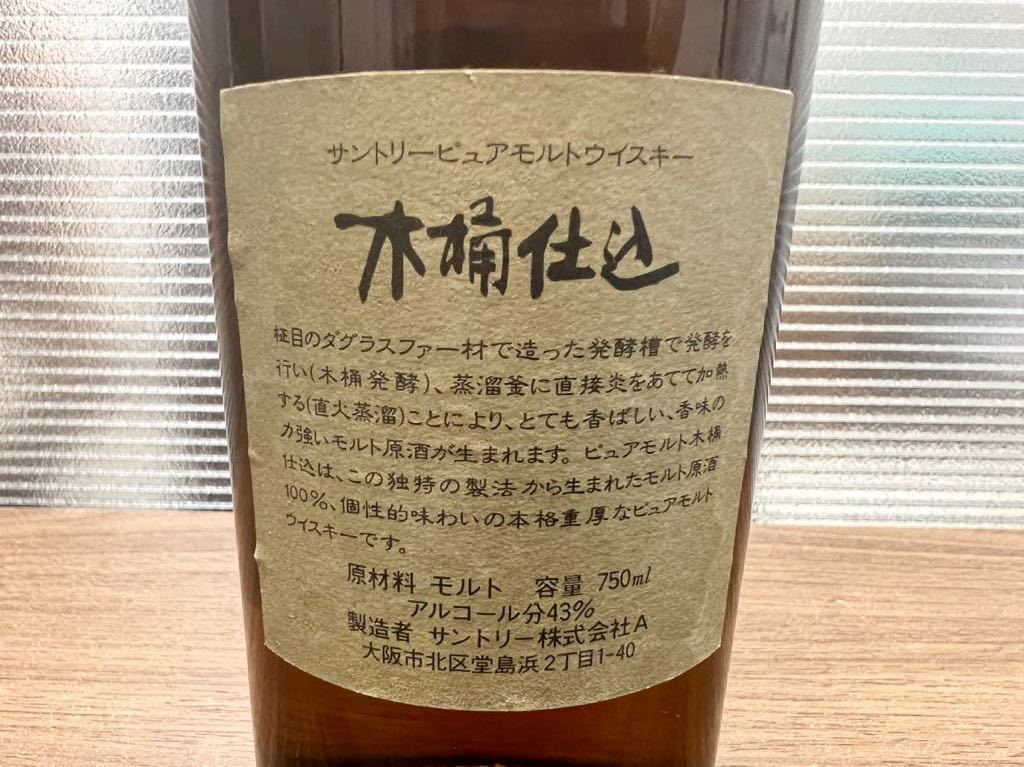 サントリーピュアモルトウイスキー
木桶仕込
柾目のダグラスファー材で造った発酵槽で発酵を
行い(木桶発酵)、蒸溜釜に直接炎をあてて加熱
する(直火蒸溜)ことにより、とても香ばしい、香味の
力強いモルト原酒が生まれます。ピュアモルト木桶
仕込は、この独特の製法から生まれたモルト原酒
100%、個性的味わいの本格重厚なピュアモルト
ウイスキーです。
原材料 モルト 容量 750ml
アルコール分43%
製造者 サントリー株式会社A
大阪市北区堂島浜2丁目1-40